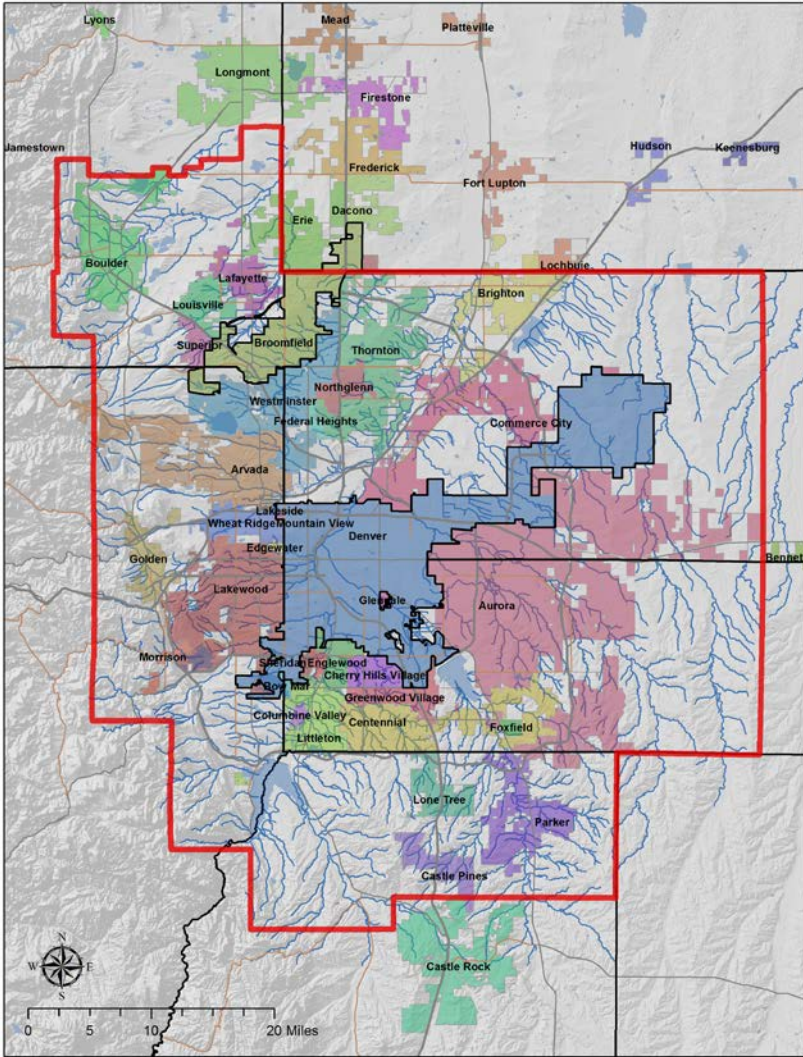 Lyons
Mead
Platteville
Longmont
Firestone
Jamestown
Hudson
Keenesburg
Frederick
Fort Lupton
Dacono
Erie
Boulder
Lafayette
Lochbuie
Brighton
Louisville
Superior
Broomfield
Thornton
Northglenn
Westminster
Federal Heights
Commerce City
Arvada
Lakeside
Wheat Ridge
Mountain View
Denver
Edgewater
Golden
Bennet
Lakewood
Glendale
Aurora
Morrison
Sheridan
Englewood
Cherry Hills Village
Bow Mar
Greenwood Village
Columbine Valley
Centennial
Foxfield
Littleton
Lone Tree
Parker
Castle Pines
N
W
E
S
Castle Rock
0 5 10 20 Miles